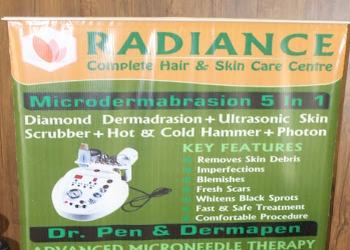 RADIANCE
Complete Hair & Skin Care Centre
Microdermabrasion 5 In 1
Diamond Dermadrasion + Ultrasonic Skin
Scrubber + Hot & Cold Hammer + Photon
KEY FEATURES
Removes Skin Debris
Imperfections
Blemishes
Fresh Scars
Whitens Black Sprots
Fast & Safe Treatment
Comfortable Procedure
Dr. Pen & Dermapen
ADVANCED MICRONEEDLE THERAPY